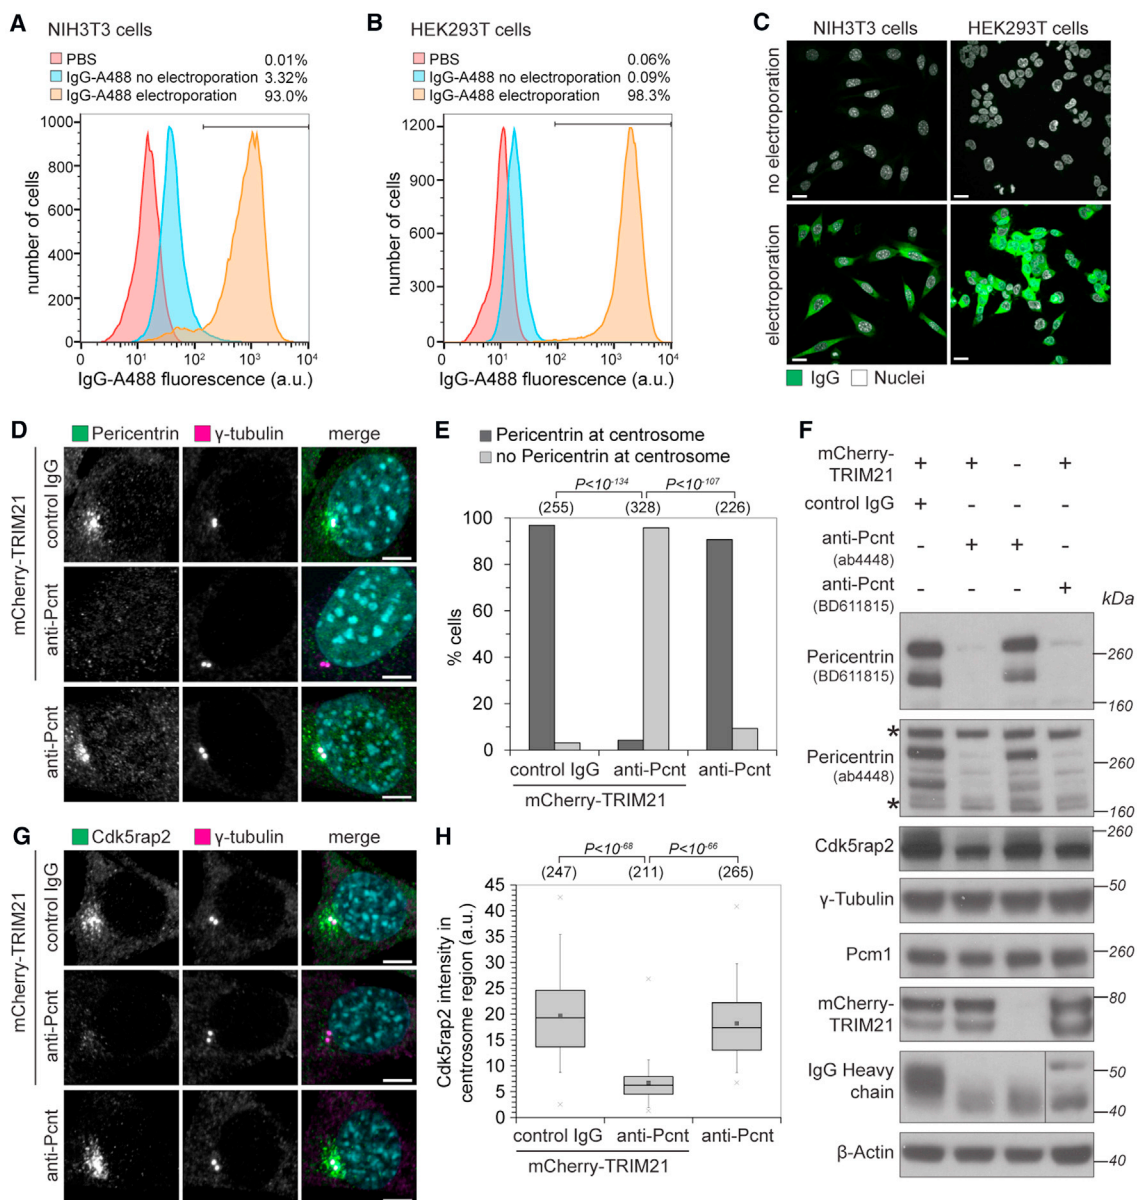 A
NIH3T3 cells
PBS 0.01%
IgG-A488 no electroporation 3.32%
IgG-A488 electroporation 93.0%
number of cells
1000
800
600
400
200
0
0 10¹ 10² 10³ 10⁴
IgG-A488 fluorescence (a.u.)
B
HEK293T cells
PBS 0.06%
IgG-A488 no electroporation 0.09%
IgG-A488 electroporation 98.3%
number of cells
1200
900
600
300
0
0 10¹ 10² 10³ 10⁴
IgG-A488 fluorescence (a.u.)
C
NIH3T3 cells HEK293T cells
no electroporation
electroporation
IgG Nuclei
D
Pericentrin γ-tubulin merge
mCherry-TRIM21
control IgG
anti-Pcnt
anti-Pcnt
E
Pericentrin at centrosome
no Pericentrin at centrosome
P<10⁻¹³⁴ P<10⁻¹⁰⁷
(255) (328) (226)
% cells
100
80
60
40
20
0
control IgG anti-Pcnt anti-Pcnt
mCherry-TRIM21
F
mCherry-
TRIM21
+ + - +
control IgG
+ - - -
anti-Pcnt
(ab4448)
- + + -
anti-Pcnt
(BD611815)
- - - +
kDa
Pericentrin
(BD611815)
260
160
*
Pericentrin
(ab4448)
260
*
160
Cdk5rap2
260
160
γ-Tubulin
50
Pcm1
260
mCherry-
TRIM21
80
IgG Heavy
chain
50
40
β-Actin
40
G
Cdk5rap2 γ-tubulin merge
mCherry-TRIM21
control IgG
anti-Pcnt
anti-Pcnt
H
P<10⁻⁶⁸ P<10⁻⁶⁶
(247) (211) (265)
Cdk5rap2 intensity in
centrosome region (a.u.)
45
40
35
30
25
20
15
10
5
0
control IgG anti-Pcnt anti-Pcnt
mCherry-TRIM21